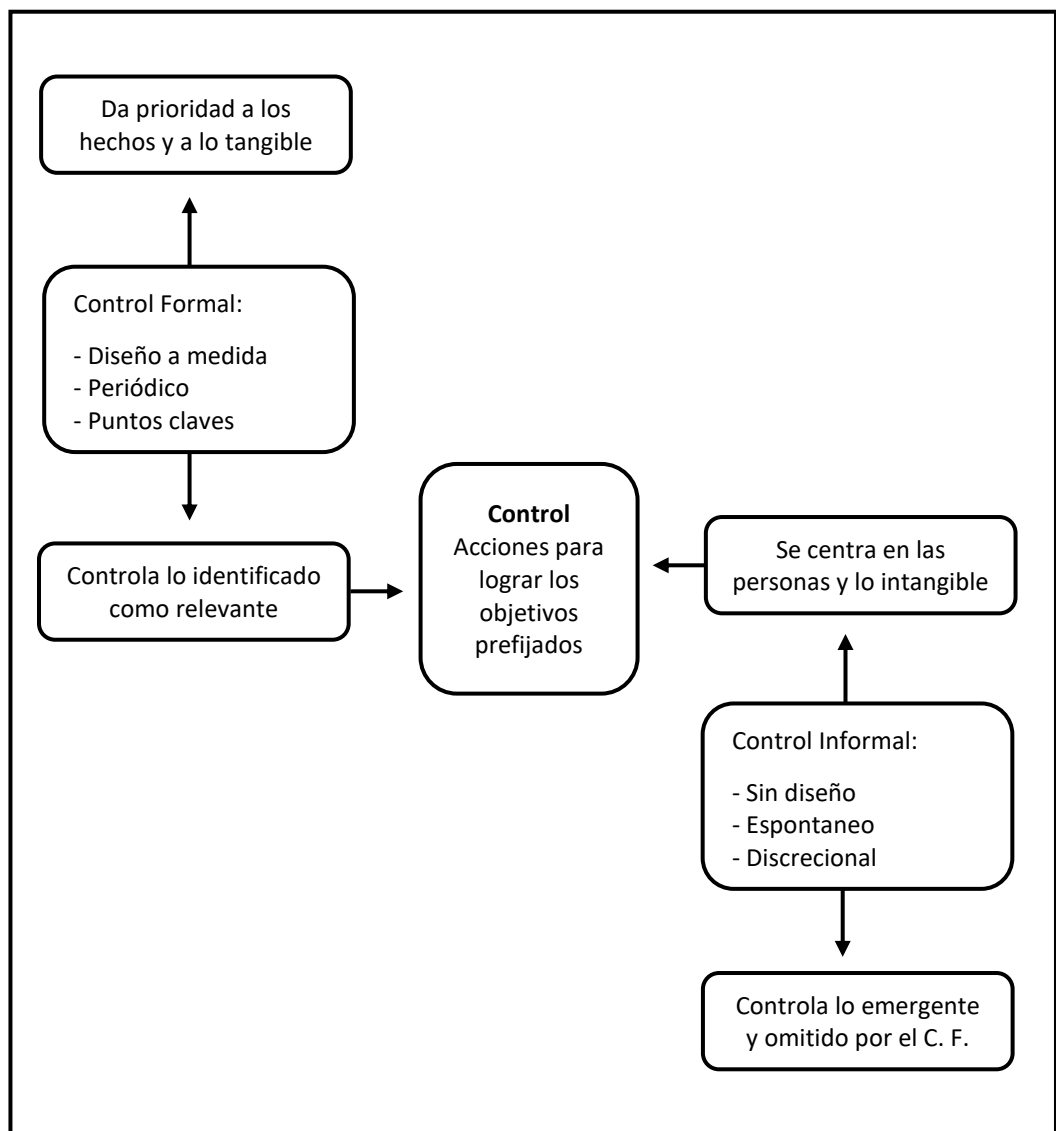 Da prioridad a los
hechos y a lo tangible
Control Formal:
- Diseño a medida
- Periódico
- Puntos claves
Controla lo identificado
como relevante
Control
Acciones para
lograr los
objetivos
prefijados
Se centra en las
personas y lo intangible
Control Informal:
- Sin diseño
- Espontaneo
- Discrecional
Controla lo emergente
y omitido por el C. F.